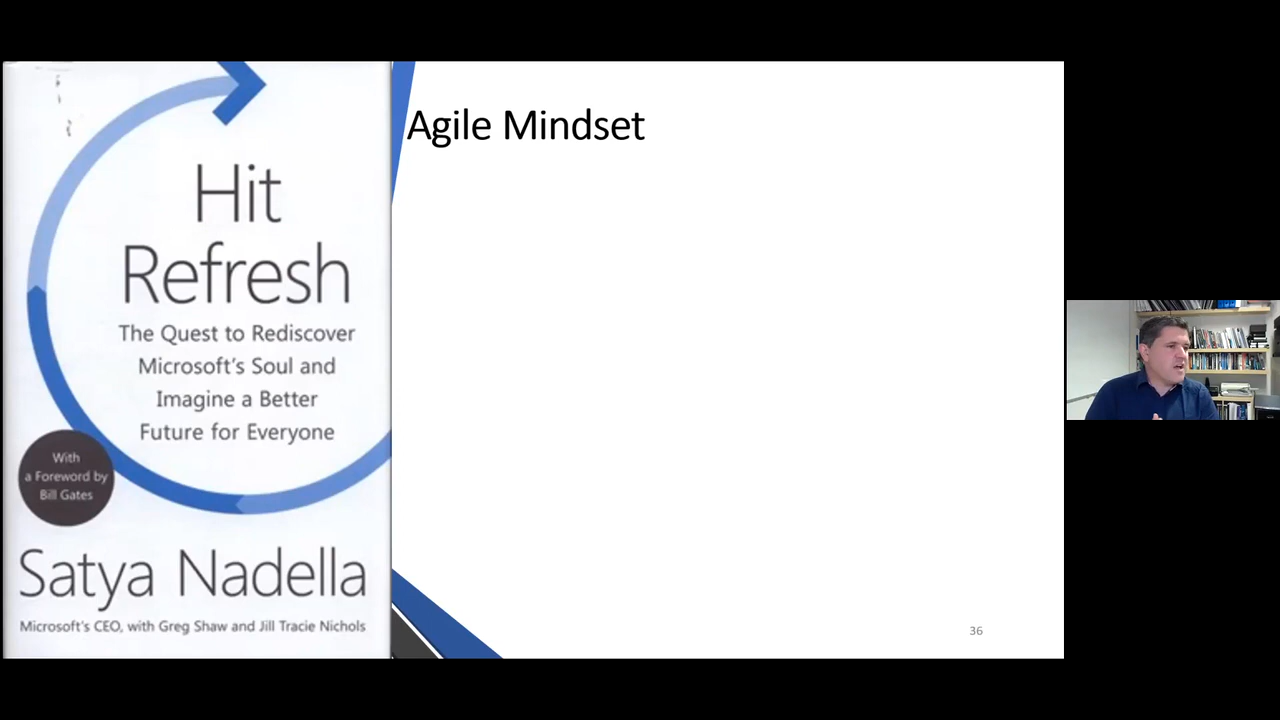 Hit
Refresh
The Quest to Rediscover
Microsoft's Soul and
Imagine a Better
Future for Everyone
With
a Foreword by
Bill Gates
Satya Nadella
Microsoft's CEO, with Greg Shaw and Jill Tracie Nichols
Agile Mindset
36